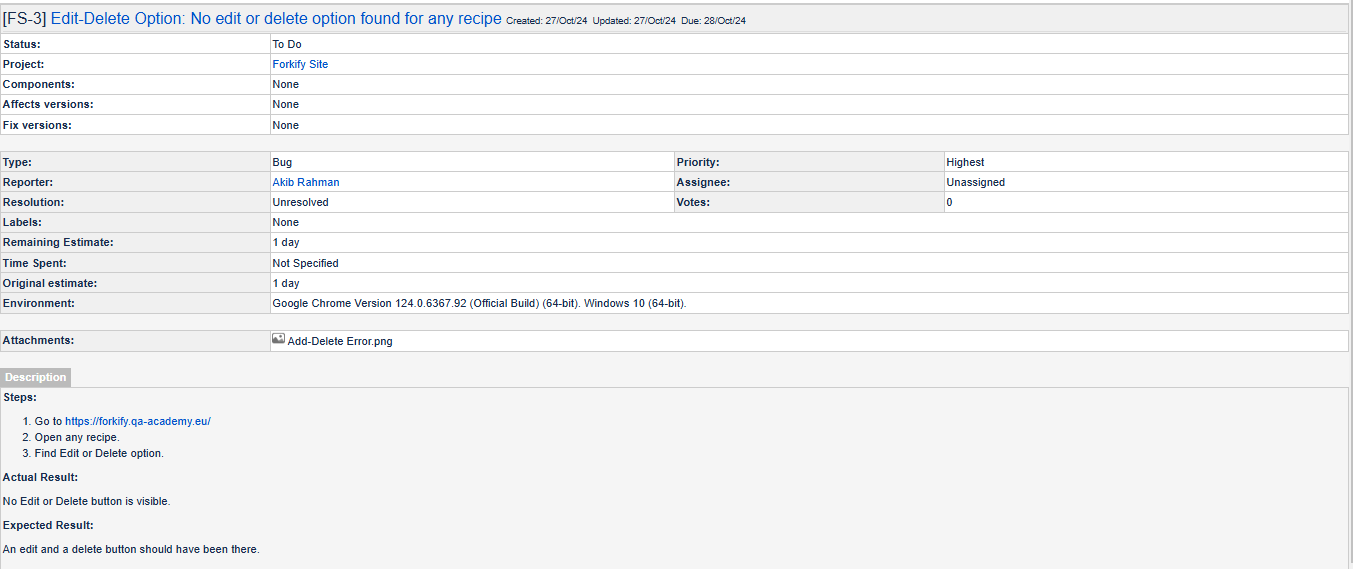 [FS-3] Edit-Delete Option: No edit or delete option found for any recipe Created: 27/Oct/24 Updated: 27/Oct/24 Due: 28/Oct/24
Status: To Do
Project: Forkify Site
Components: None
Affects versions: None
Fix versions: None
Type: Bug Priority: Highest
Reporter: Akib Rahman Assignee: Unassigned
Resolution: Unresolved Votes: 0
Labels: None
Remaining Estimate: 1 day
Time Spent: Not Specified
Original estimate: 1 day
Environment: Google Chrome Version 124.0.6367.92 (Official Build) (64-bit). Windows 10 (64-bit).
Attachments: Add-Delete Error.png
Description
Steps:
1. Go to https://forkify.qa-academy.eu/
2. Open any recipe.
3. Find Edit or Delete option.
Actual Result:
No Edit or Delete button is visible.
Expected Result:
An edit and a delete button should have been there.